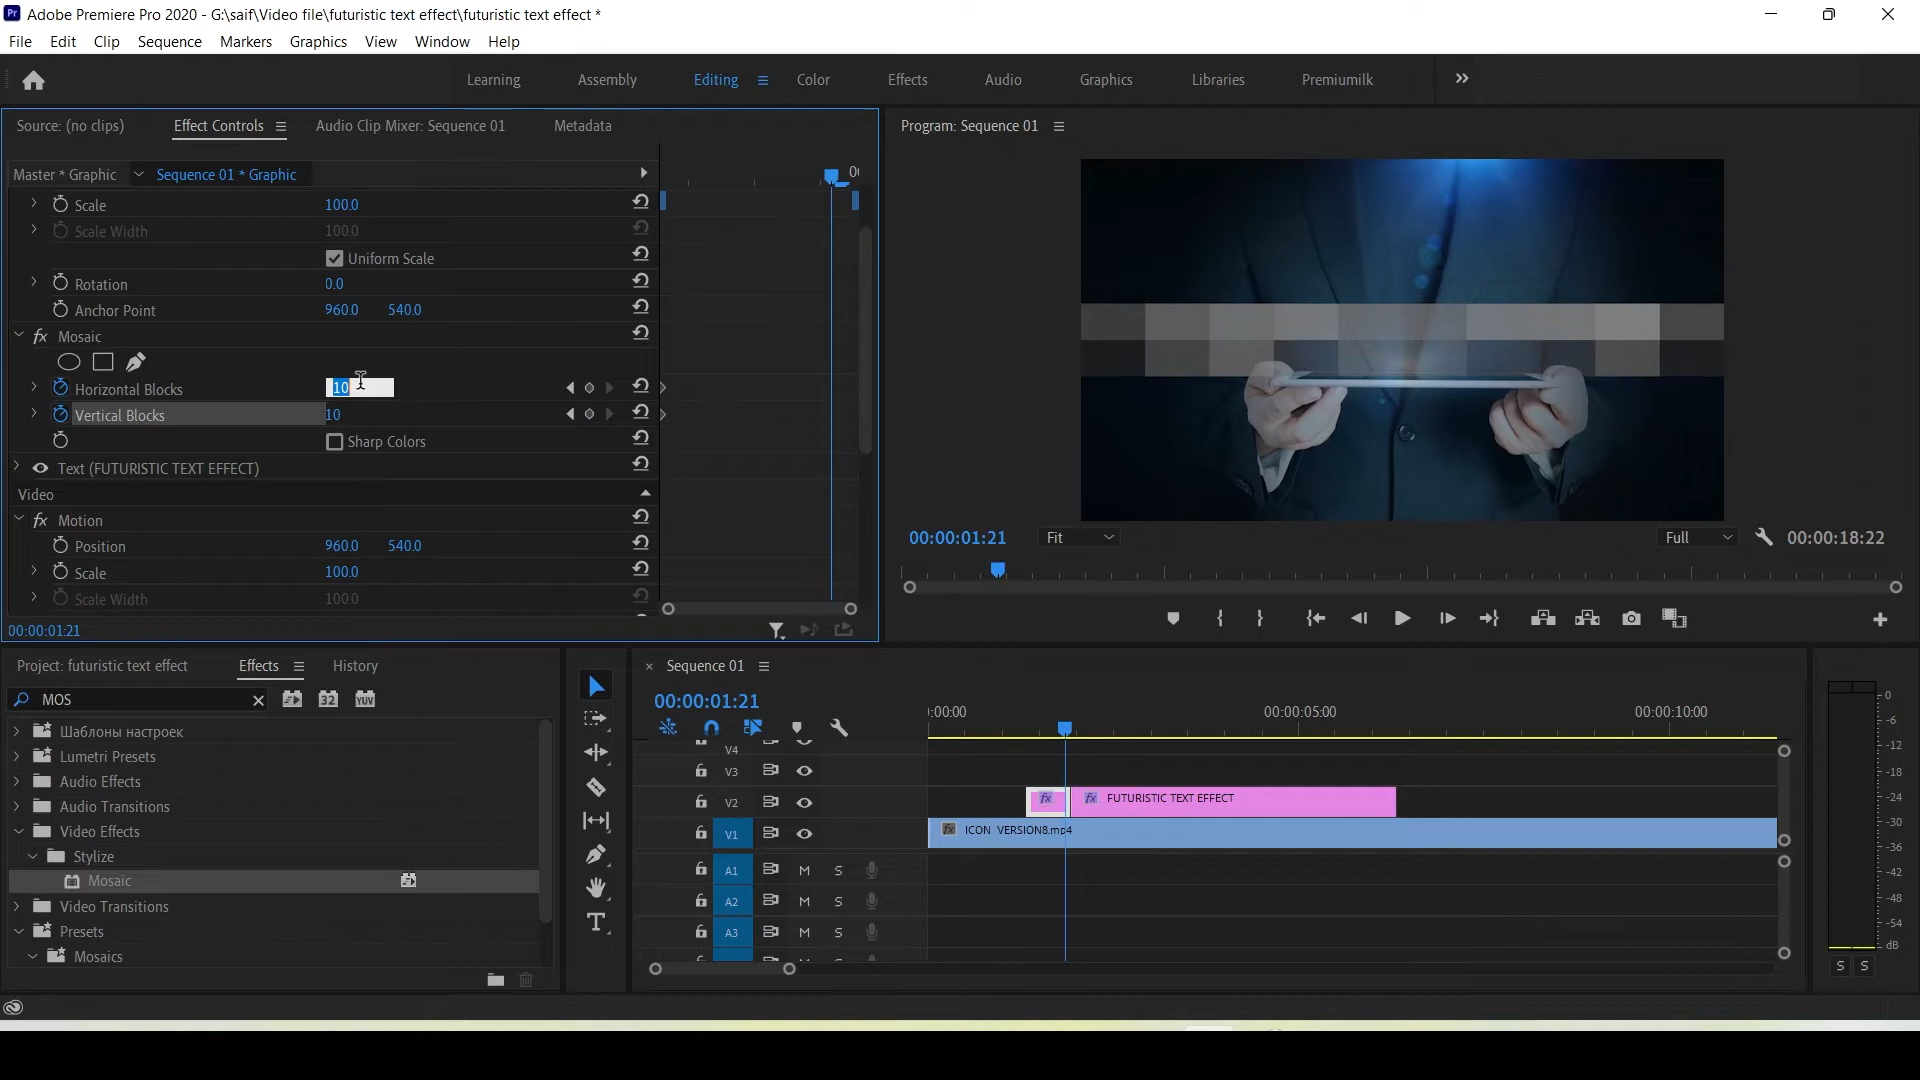 Adobe Premiere Pro 2020 - G:\saif\Video file\futuristic text effect\futuristic text effect *
File Edit Clip Sequence Markers Graphics View Window Help
Learning Assembly Editing Color Effects Audio Graphics Libraries Premiumilk
Source: (no clips) Effect Controls Audio Clip Mixer: Sequence 01 Metadata
Program: Sequence 01
Master * Graphic Sequence 01 * Graphic
Scale 100.0
Scale Width 100.0
Uniform Scale
Rotation 0.0
Anchor Point 960.0 540.0
fx Mosaic
Horizontal Blocks 10
Vertical Blocks 10
Sharp Colors
Text (FUTURISTIC TEXT EFFECT)
Video
fx Motion
Position 960.0 540.0
Scale 100.0
Scale Width 100.0
00:00:01:21
00:00:01:21 Fit Full 00:00:18:22
Project: futuristic text effect Effects History
MOS 32 YUV
Шаблоны настроек
Lumetri Presets
Audio Effects
Audio Transitions
Video Effects
Stylize
Mosaic
Video Transitions
Presets
Mosaics
× Sequence 01
00:00:01:21
:00:00 00:00:05:00 00:00:10:00
V4
V3
V2 fx fx FUTURISTIC TEXT EFFECT
V1 fx ICON VERSION8.mp4
A1 M S
A2 M S
A3 M S
0
-6
-12
-18
-24
-30
-36
-42
-48
-54
dB
S S